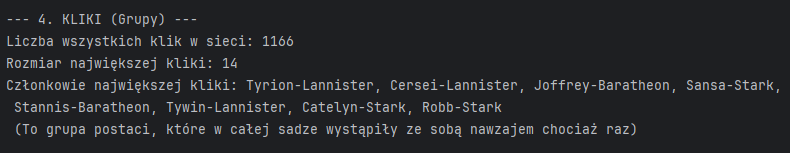 --- 4. KLIKI (Grupy) ---
Liczba wszystkich klik w sieci: 1166
Rozmiar największej kliki: 14
Członkowie największej kliki: Tyrion-Lannister, Cersei-Lannister, Joffrey-Baratheon, Sansa-Stark,
Stannis-Baratheon, Tywin-Lannister, Catelyn-Stark, Robb-Stark
(To grupa postaci, które w całej sadze wystąpiły ze sobą nawzajem chociaż raz)